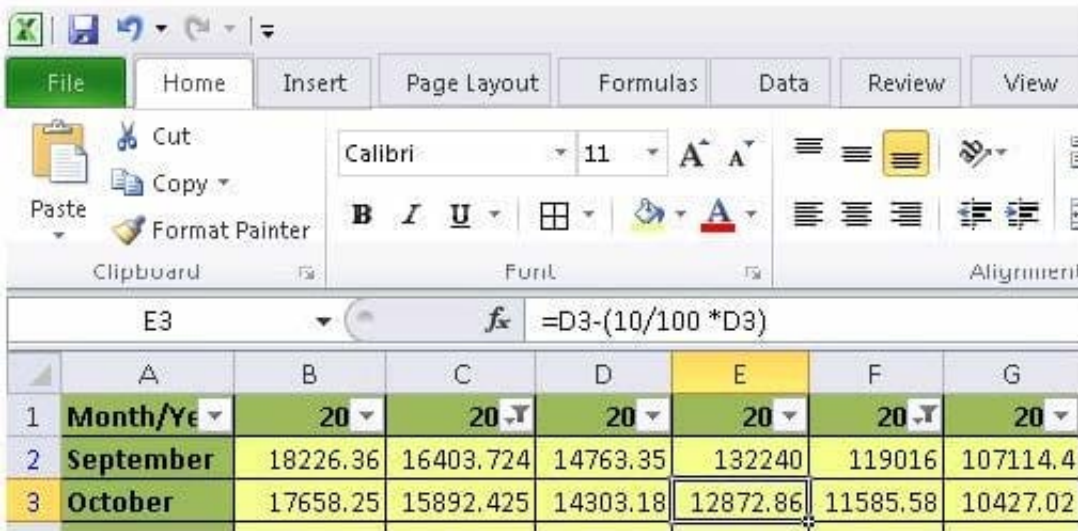 File Home Insert Page Layout Formulas Data Review View
Cut
Copy
Paste
Format Painter
Calibri 11 A A
B I U A
Clipboard Font Alignment
E3 fx =D3-(10/100 *D3)
A B C D E F G
1 Month/Ye 20 20 20 20 20 20
2 September 18226.36 16403.724 14763.35 132240 119016 107114.4
3 October 17658.25 15892.425 14303.18 12872.86 11585.58 10427.02